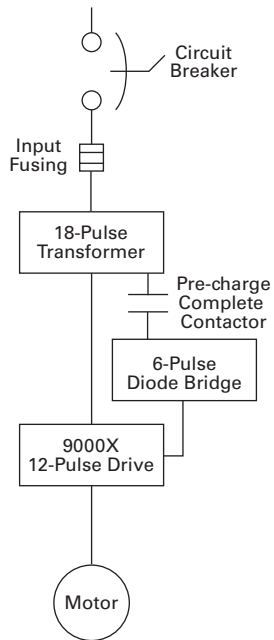 Circuit
Breaker
Input
Fusing
18-Pulse
Transformer
Pre-charge
Complete
Contactor
6-Pulse
Diode Bridge
9000X
12-Pulse Drive
Motor